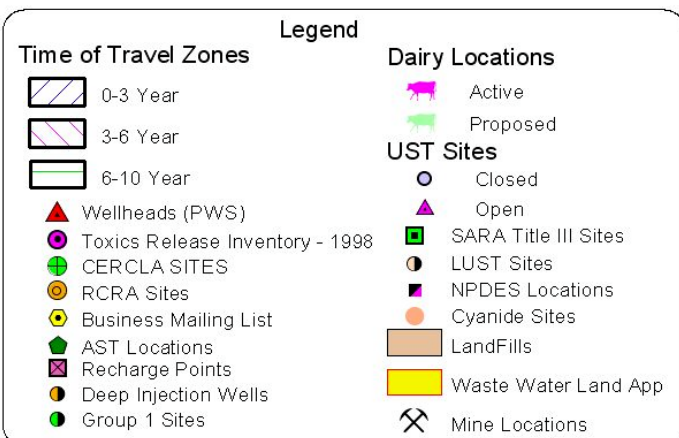 Legend
Time of Travel Zones
0-3 Year
3-6 Year
6-10 Year
Wellheads (PWS)
Toxics Release Inventory - 1998
CERCLA SITES
RCRA Sites
Business Mailing List
AST Locations
Recharge Points
Deep Injection Wells
Group 1 Sites
Dairy Locations
Active
Proposed
UST Sites
Closed
Open
SARA Title III Sites
LUST Sites
NPDES Locations
Cyanide Sites
LandFills
Waste Water Land App
Mine Locations